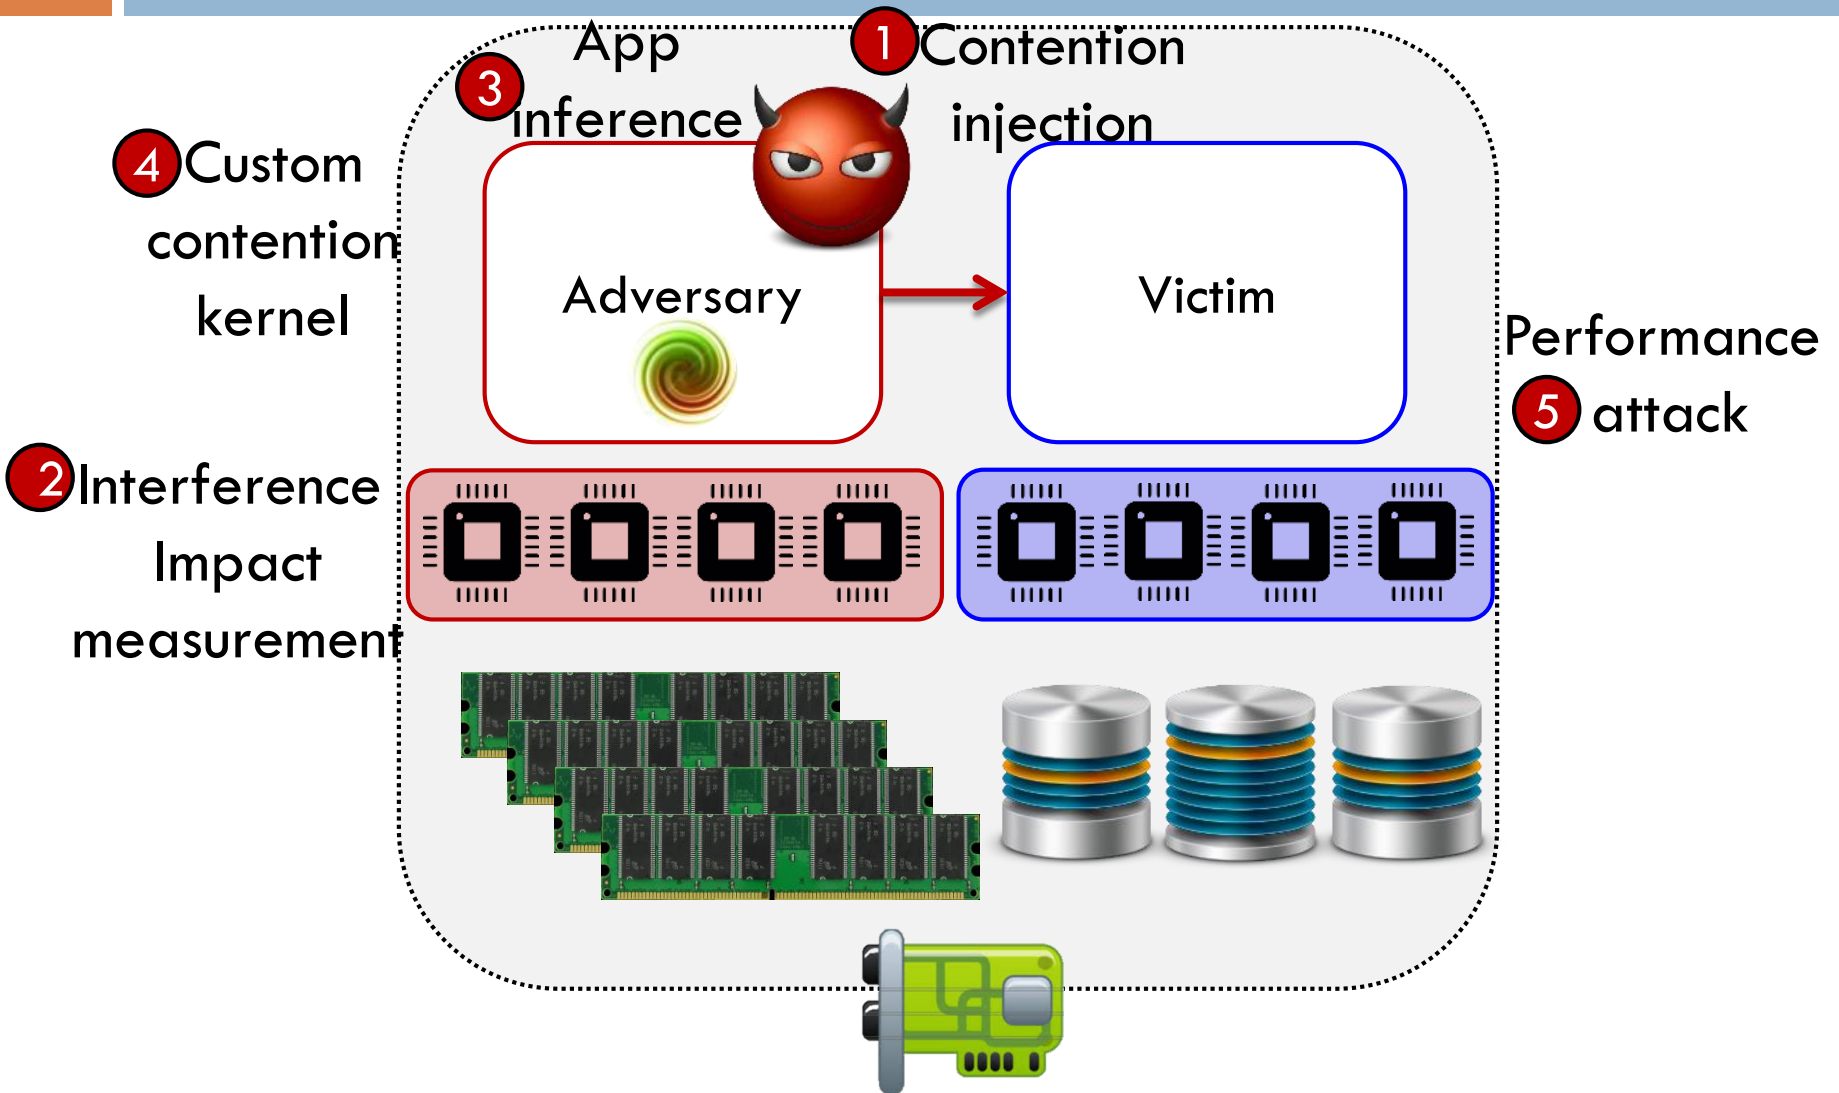 App
inference
3
1
Contention
injection
4
Custom
contention
kernel
Adversary
Victim
Performance
5
attack
2
Interference
Impact
measurement